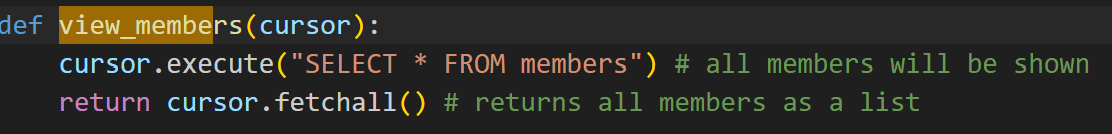 def view_members(cursor):
    cursor.execute("SELECT * FROM members") # all members will be shown
    return cursor.fetchall() # returns all members as a list